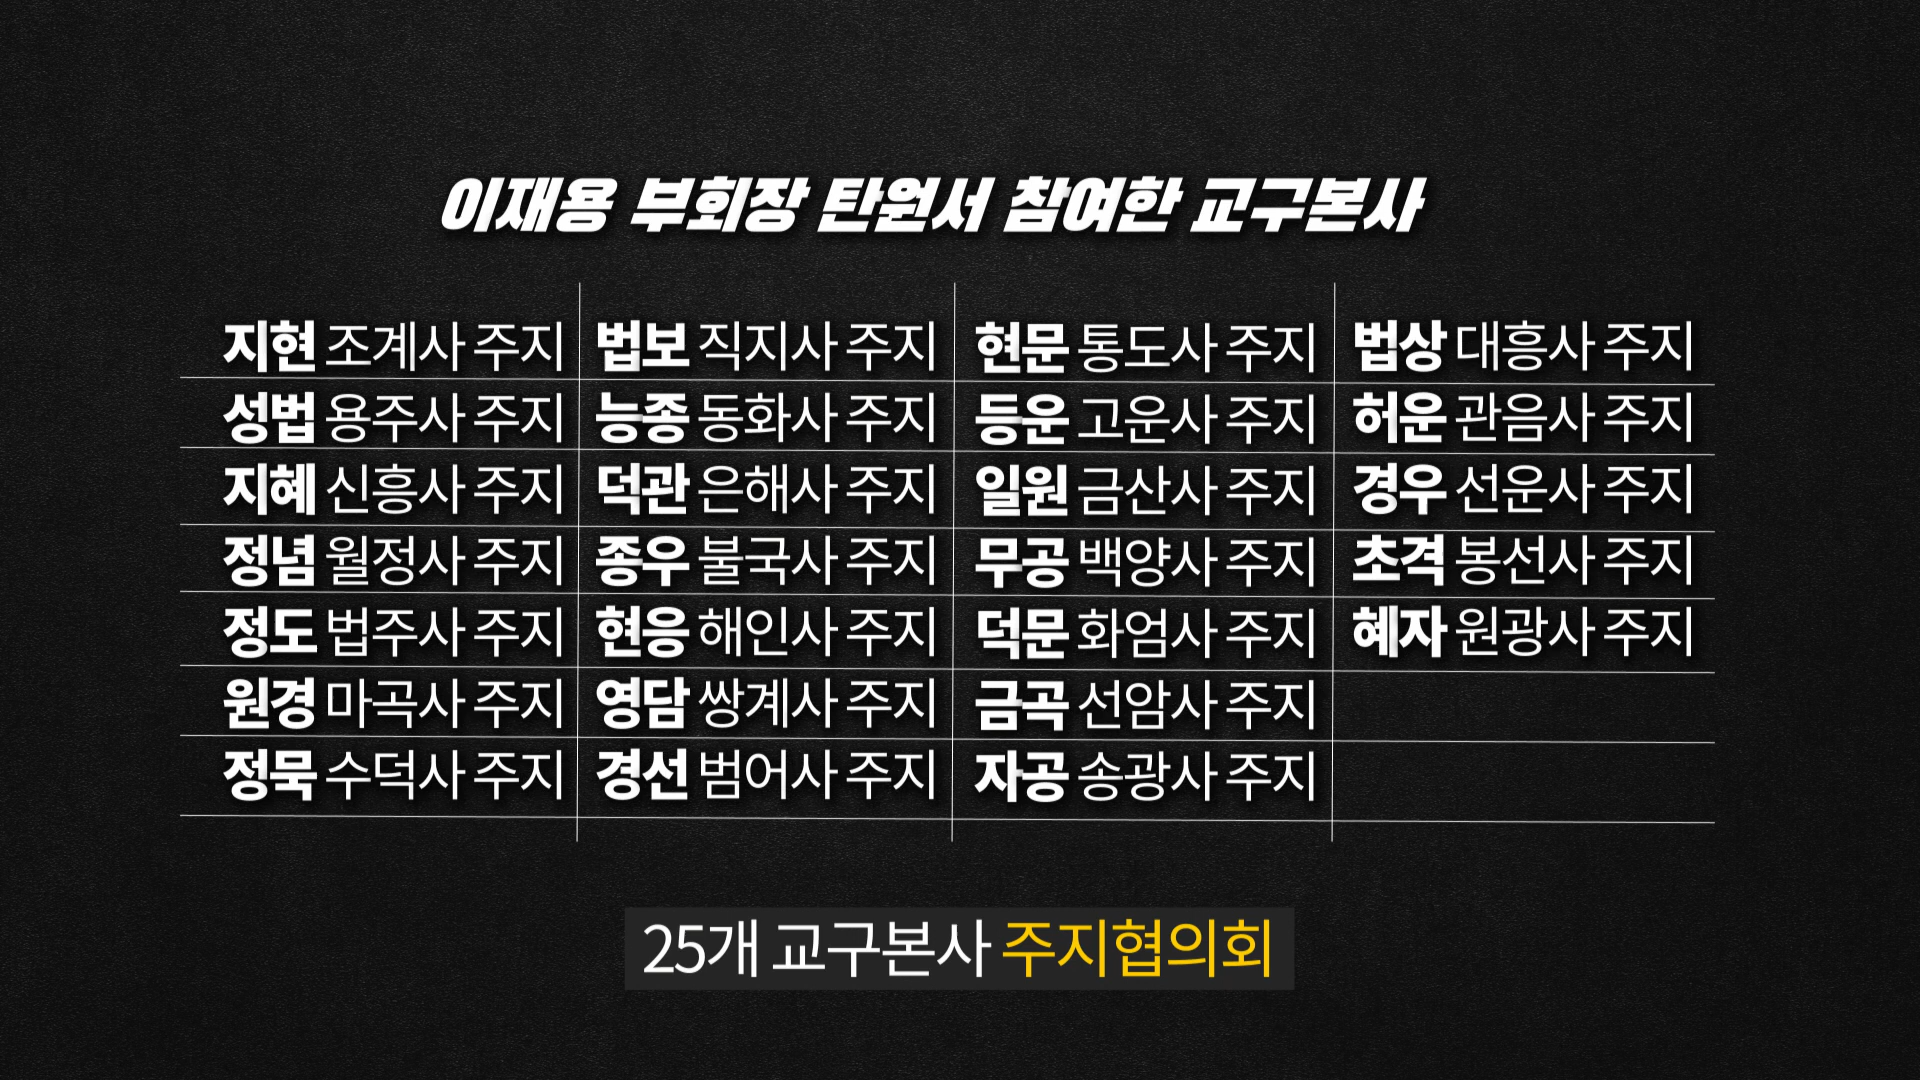 이재용 부회장 탄원서 참여한 교구본사
지현 조계사 주지 법보 직지사 주지 현문 통도사 주지 법상 대흥사 주지
성법 용주사 주지 능종 동화사 주지 등운 고운사 주지 허운 관음사 주지
지혜 신흥사 주지 덕관 은해사 주지 일원 금산사 주지 경우 선운사 주지
정념 월정사 주지 종우 불국사 주지 무공 백양사 주지 초격 봉선사 주지
정도 법주사 주지 현응 해인사 주지 덕문 화엄사 주지 혜자 원광사 주지
원경 마곡사 주지 영담 쌍계사 주지 금곡 선암사 주지
정묵 수덕사 주지 경선 범어사 주지 자공 송광사 주지
25개 교구본사 주지협의회